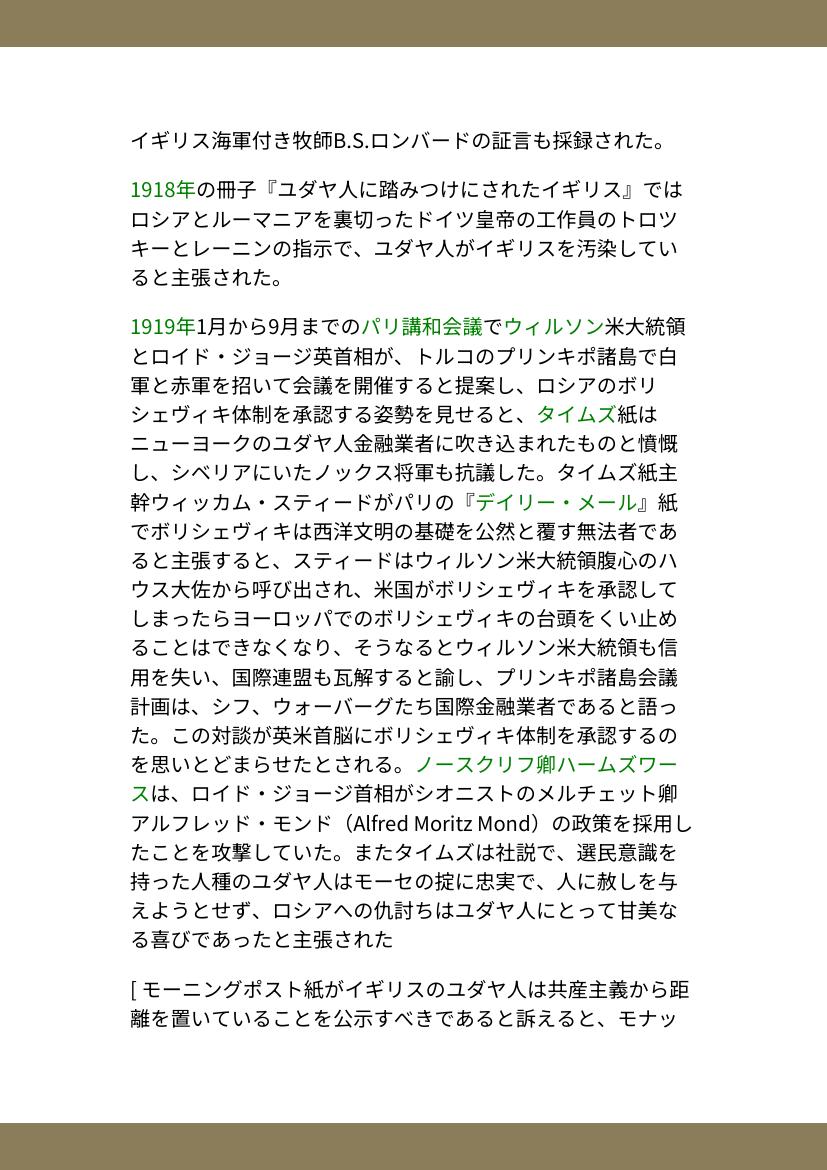 イギリス海軍付き牧師B.S.ロンバードの証言も採録された。
1918年の冊子『ユダヤ人に踏みつけにされたイギリス』では
ロシアとルーマニアを裏切ったドイツ皇帝の工作員のトロツ
キーとレーニンの指示で、ユダヤ人がイギリスを汚染してい
ると主張された。
1919年1月から9月までのパリ講和会議でウィルソン米大統領
とロイド・ジョージ英首相が、トルコのプリンキポ諸島で白
軍と赤軍を招いて会議を開催すると提案し、ロシアのボリ
シェヴィキ体制を承認する姿勢を見せると、タイムズ紙は
ニューヨークのユダヤ人金融業者に吹き込まれたものと憤慨
し、シベリアにいたノックス将軍も抗議した。タイムズ紙主
幹ウィッカム・スティードがパリの『デイリー・メール』紙
でボリシェヴィキは西洋文明の基礎を公然と覆す無法者であ
ると主張すると、スティードはウィルソン米大統領腹心のハ
ウス大佐から呼び出され、米国がボリシェヴィキを承認して
しまったらヨーロッパでのボリシェヴィキの台頭をくい止め
ることはできなくなり、そうなるとウィルソン米大統領も信
用を失い、国際連盟も瓦解すると諭し、プリンキポ諸島会議
計画は、シフ、ウォーバーグたち国際金融業者であると語っ
た。この対談が英米首脳にボリシェヴィキ体制を承認するの
を思いとどまらせたとされる。ノースクリフ卿ハームズワー
スは、ロイド・ジョージ首相がシオニストのメルチェット卿
アルフレッド・モンド（Alfred Moritz Mond）の政策を採用し
たことを攻撃していた。またタイムズは社説で、選民意識を
持った人種のユダヤ人はモーセの掟に忠実で、人に赦しを与
えようとせず、ロシアへの仇討ちはユダヤ人にとって甘美な
る喜びであったと主張された
[ モーニングポスト紙がイギリスのユダヤ人は共産主義から距
離を置いていることを公示すべきであると訴えると、モナッ